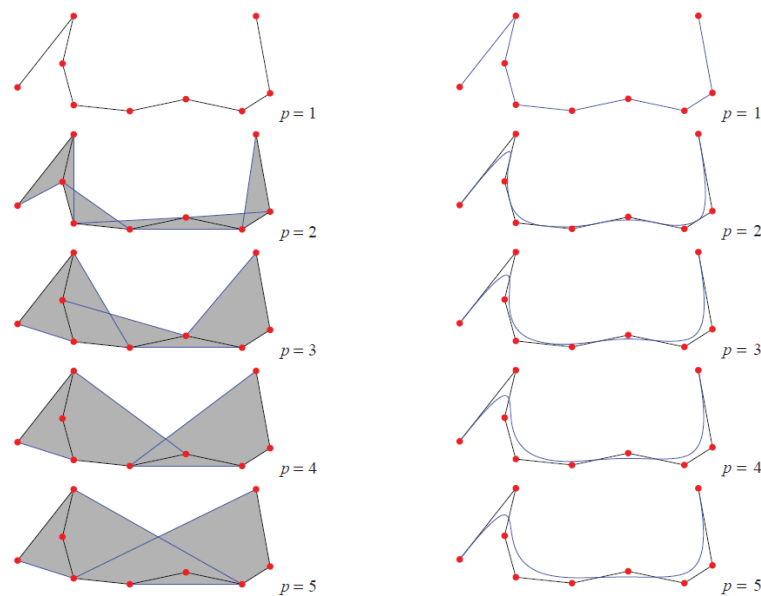 p = 1
p = 1
p = 2
p = 2
p = 3
p = 3
p = 4
p = 4
p = 5
p = 5